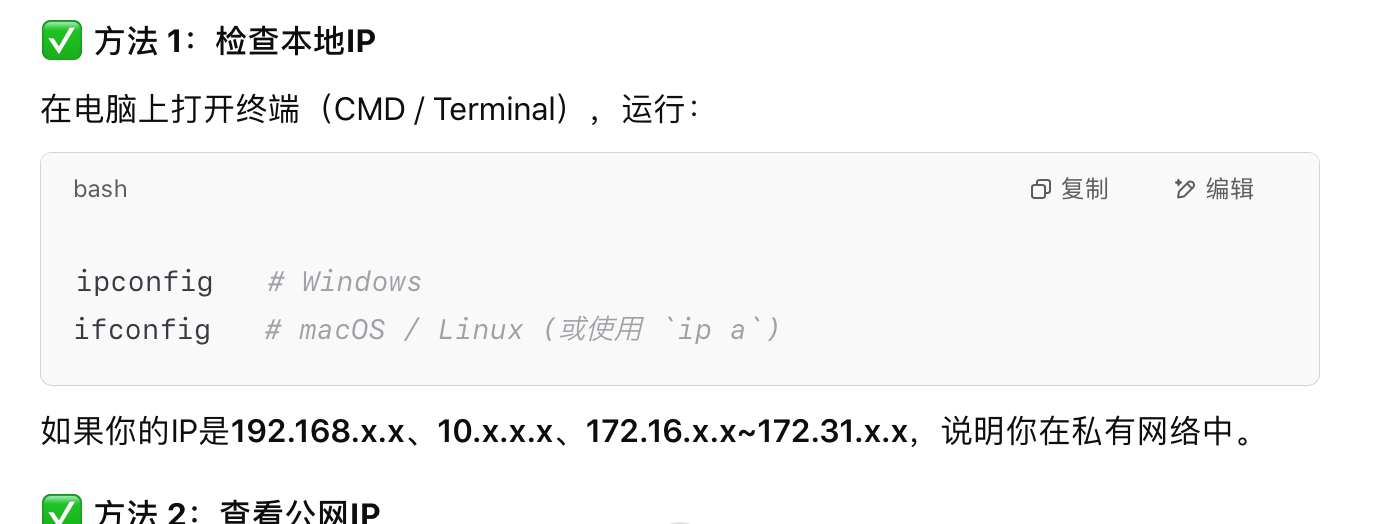 ✅ 方法 1：检查本地IP
在电脑上打开终端（CMD / Terminal），运行：
bash 复制 编辑
ipconfig   # Windows
ifconfig   # macOS / Linux (或使用 `ip a`)
如果你的IP是192.168.x.x、10.x.x.x、172.16.x.x~172.31.x.x，说明你在私有网络中。
✅ 方法 2：查看公网IP